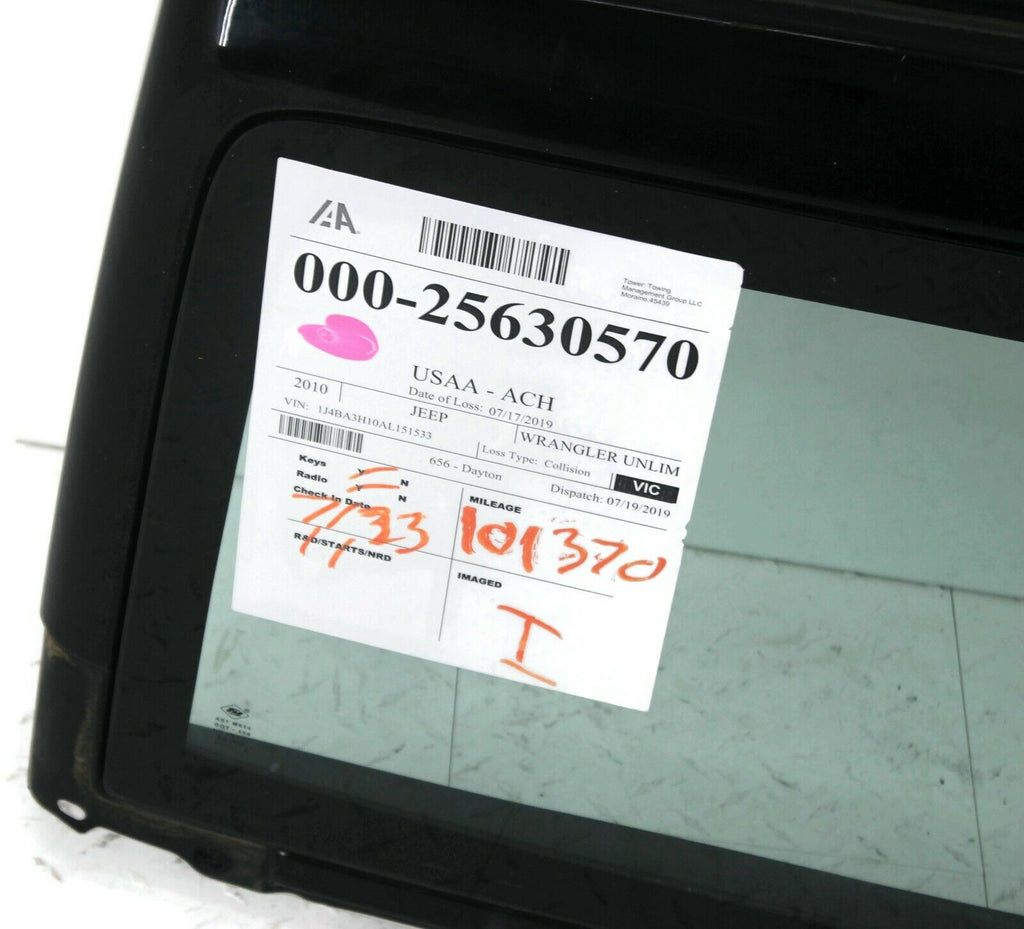 IAA
Tower: Towing
Management Group LLC
Moraine,45439
000-25630570
USAA - ACH
Date of Loss: 07/17/2019
2010 JEEP WRANGLER UNLIM
VIN: 1J4BA3H10AL151533
Loss Type: Collision VIC
656 - Dayton Dispatch: 07/19/2019
Keys Y N
Radio Y N
Check In Date
7/23
MILEAGE
101370
R&D/STARTS/NRD
IMAGED
I